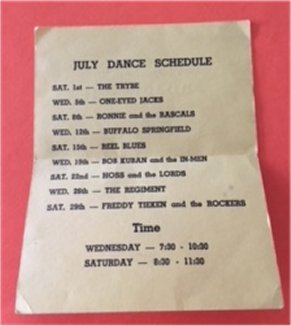 JULY DANCE SCHEDULE
SAT. 1st — THE TRYBE
WED. 5th — ONE-EYED JACKS
SAT. 8th — RONNIE and the RASCALS
WED. 12th — BUFFALO SPRINGFIELD
SAT. 15th — REEL BLUES
WED. 19th — BOB KUBAN and the IN-MEN
SAT. 22nd — HOSS and the LORDS
WED. 26th — THE REGIMENT
SAT. 29th — FREDDY TIEKEN and the ROCKERS
Time
WEDNESDAY — 7:30 - 10:30
SATURDAY — 8:30 - 11:30